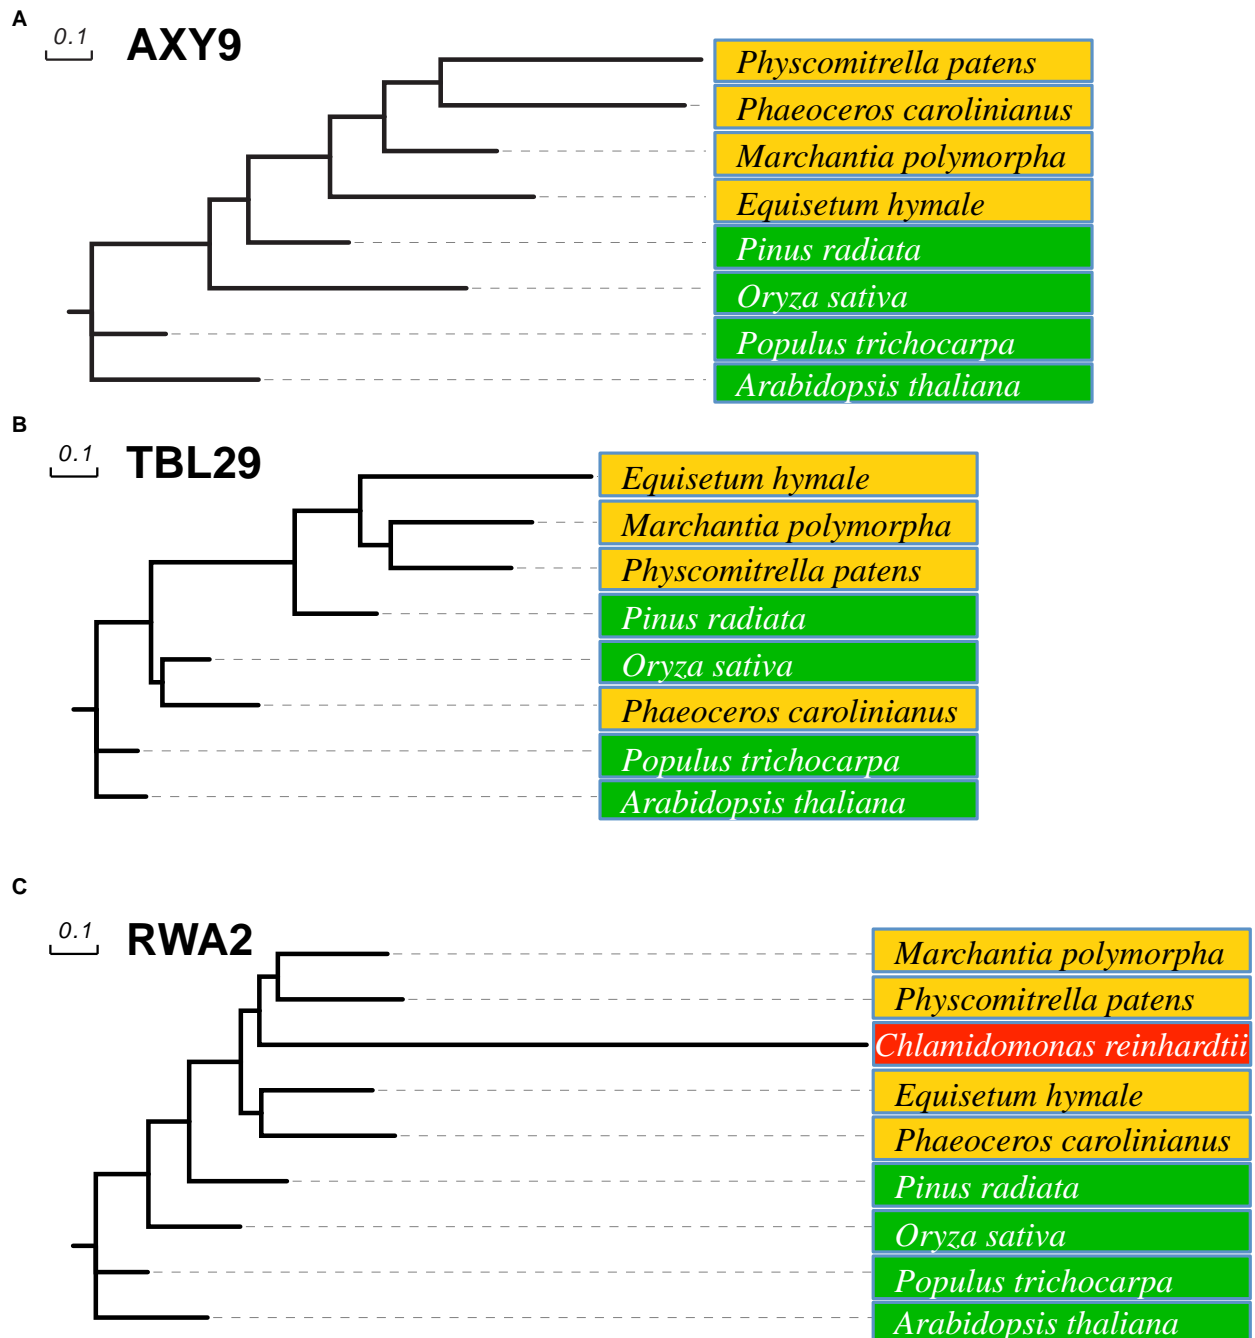 A
0.1 AXY9
Physcomitrella patens
Phaeoceros carolinianus
Marchantia polymorpha
Equisetum hymale
Pinus radiata
Oryza sativa
Populus trichocarpa
Arabidopsis thaliana
B
0.1 TBL29
Equisetum hymale
Marchantia polymorpha
Physcomitrella patens
Pinus radiata
Oryza sativa
Phaeoceros carolinianus
Populus trichocarpa
Arabidopsis thaliana
C
0.1 RWA2
Marchantia polymorpha
Physcomitrella patens
Chlamidomonas reinhardtii
Equisetum hymale
Phaeoceros carolinianus
Pinus radiata
Oryza sativa
Populus trichocarpa
Arabidopsis thaliana